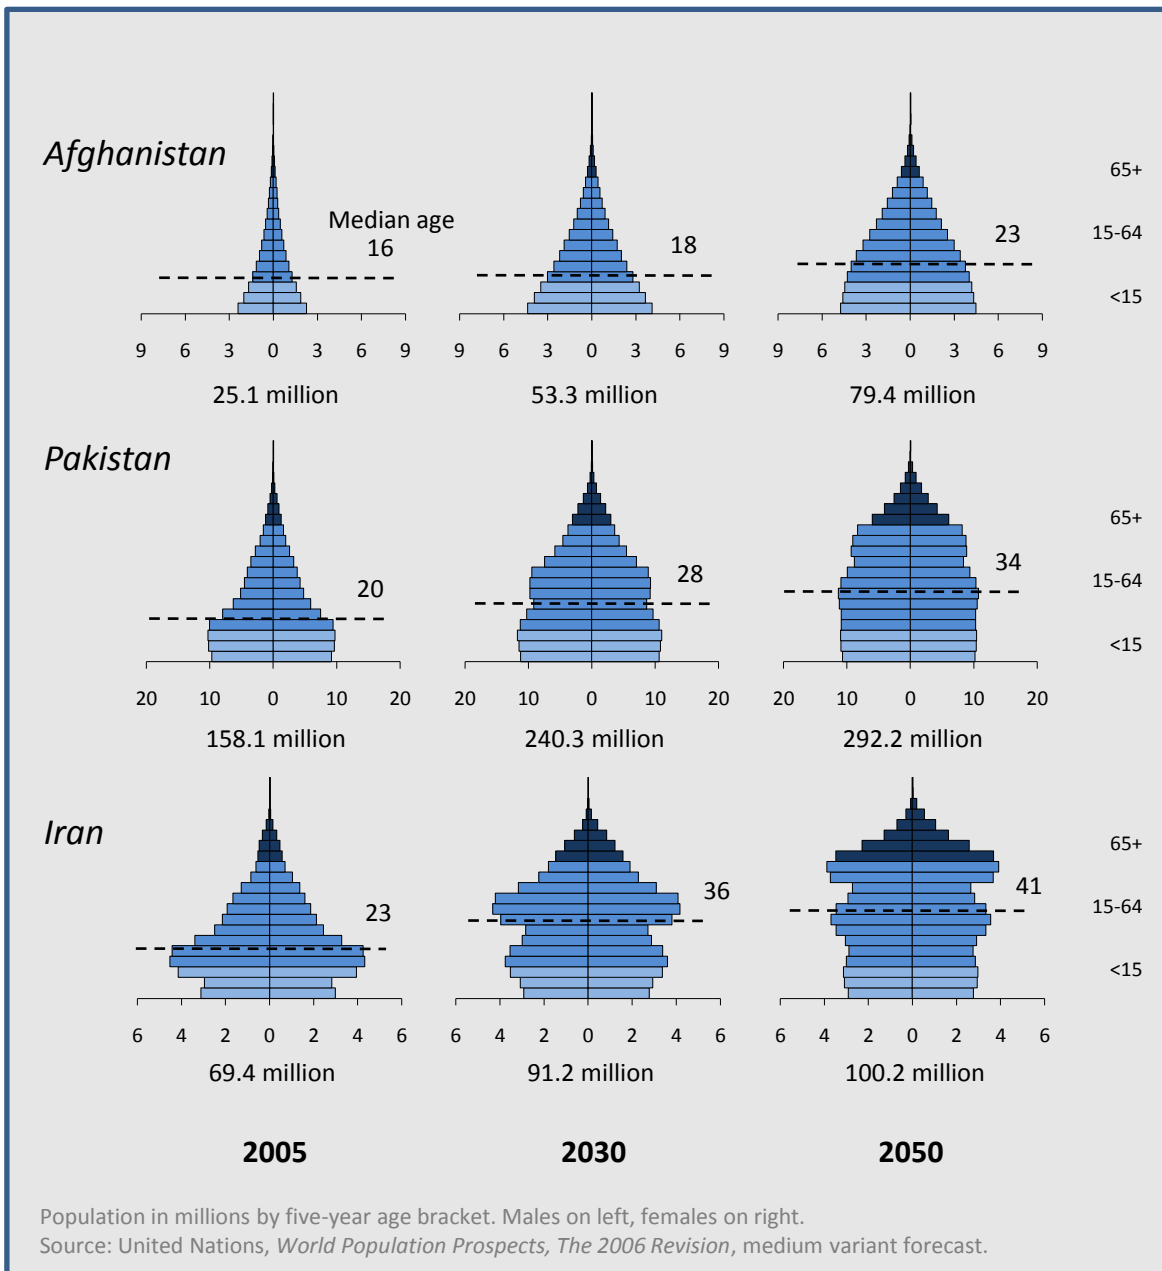 Afghanistan
Median age
16
18
23
65+
15-64
<15
9 6 3 0 3 6 9
9 6 3 0 3 6 9
9 6 3 0 3 6 9
25.1 million
53.3 million
79.4 million
Pakistan
20
28
34
65+
15-64
<15
20 10 0 10 20
20 10 0 10 20
20 10 0 10 20
158.1 million
240.3 million
292.2 million
Iran
23
36
41
65+
15-64
<15
6 4 2 0 2 4 6
6 4 2 0 2 4 6
6 4 2 0 2 4 6
69.4 million
91.2 million
100.2 million
2005
2030
2050
Population in millions by five-year age bracket. Males on left, females on right.
Source: United Nations, World Population Prospects, The 2006 Revision, medium variant forecast.